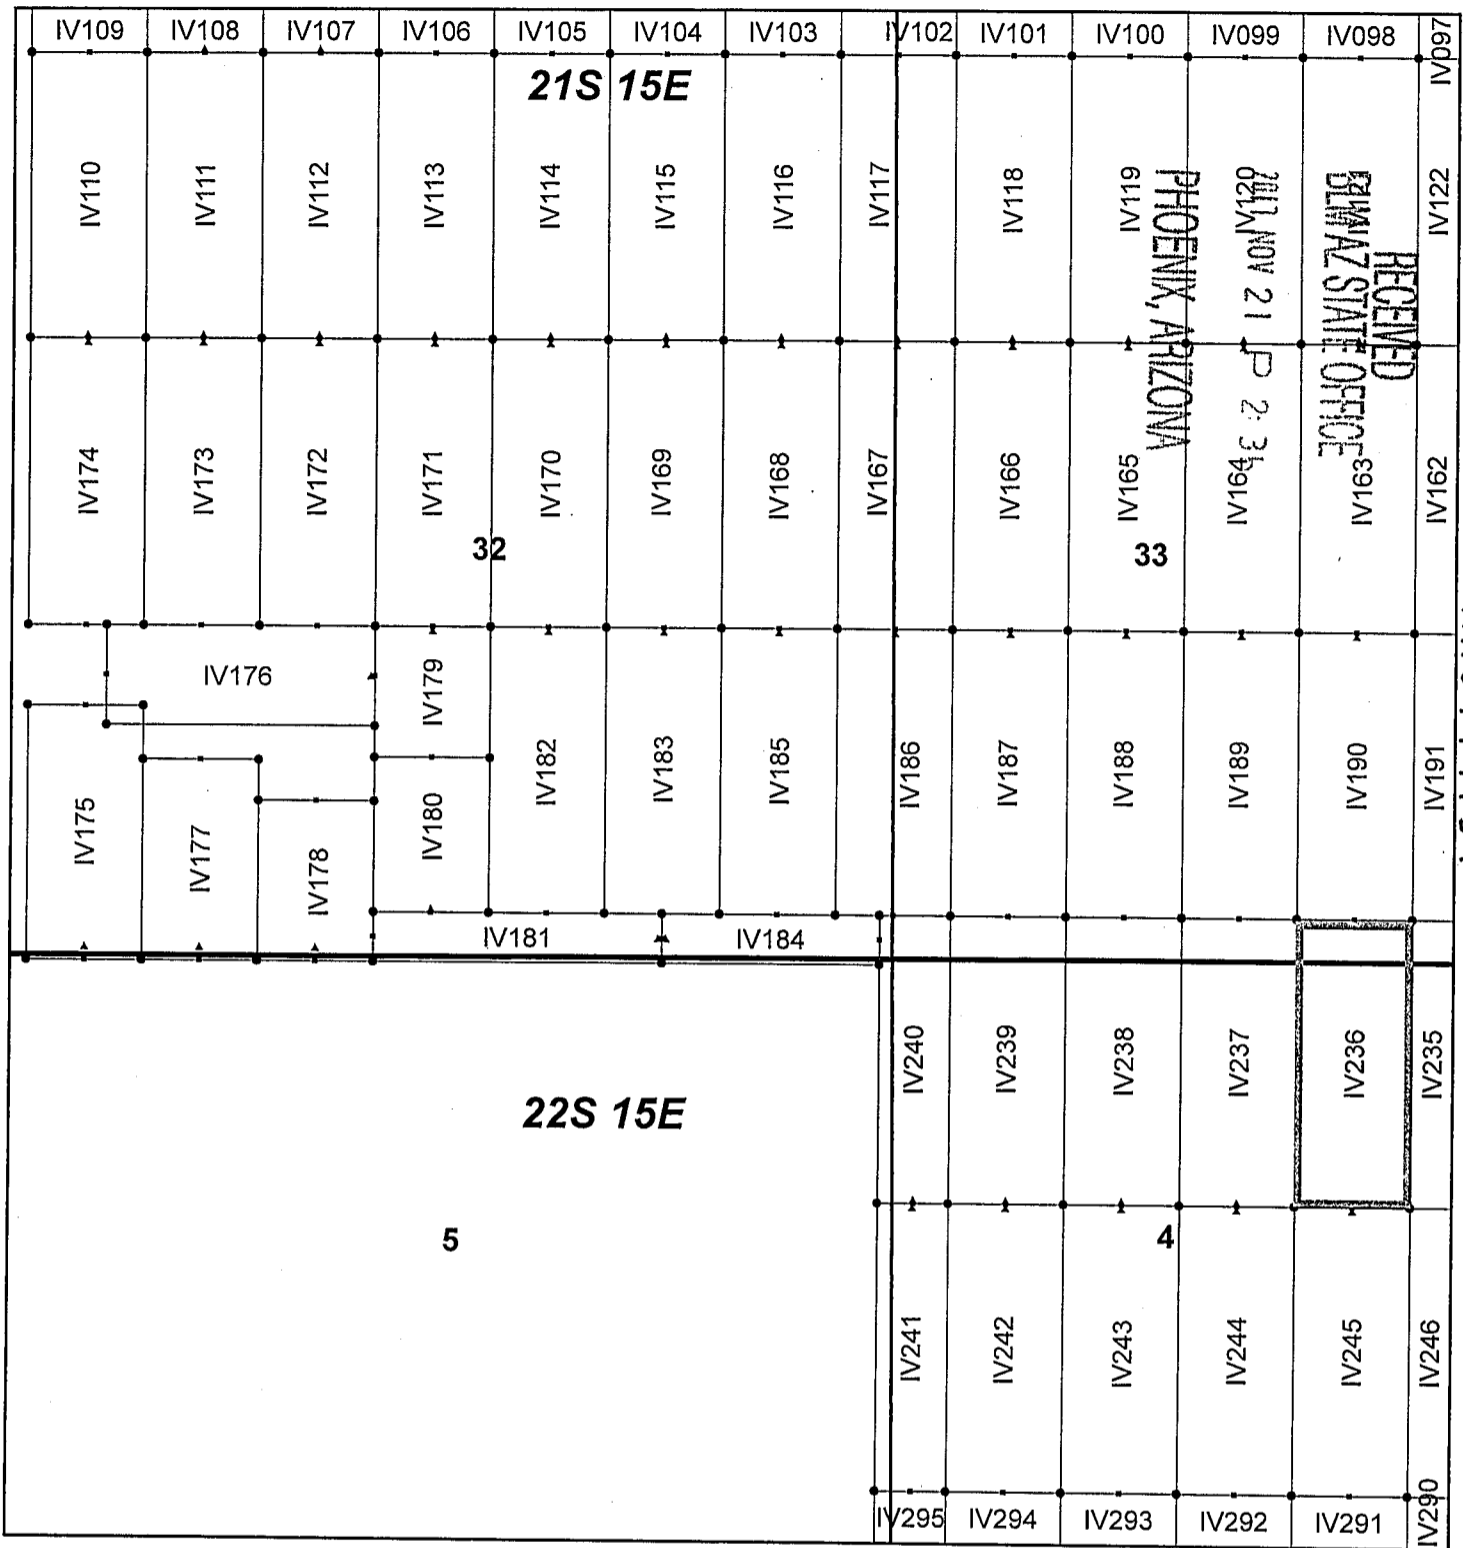 IV109 IV108 IV107 IV106 IV105 IV104 IV103 IV102 IV101 IV100 IV099 IV098 IV097
21S 15E
IV110 IV111 IV112 IV113 IV114 IV115 IV116 IV117 IV118 IV119 IV120 IV122
RECEIVED
BLM AZ STATE OFFICE
NOV 21 P 2:3
PHOENIX, ARIZONA
IV174 IV173 IV172 IV171 IV170 IV169 IV168 IV167 IV166 IV165 IV164 IV163 IV162
32 33
IV176 IV179
IV175 IV177 IV178 IV180 IV182 IV183 IV185 IV186 IV187 IV188 IV189 IV190 IV191
IV181 IV184
IV240 IV239 IV238 IV237 IV236 IV235
22S 15E
5 4
IV241 IV242 IV243 IV244 IV245 IV246
IV295 IV294 IV293 IV292 IV291 IV290